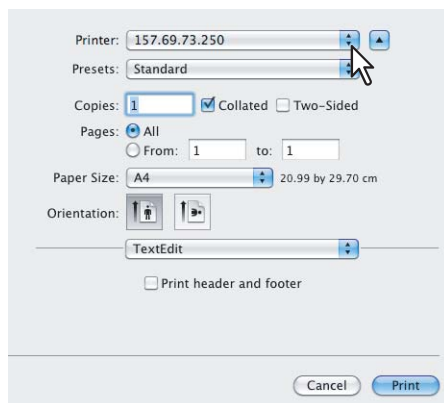 Printer: 157.69.73.250
Presets: Standard
Copies: 1 Collated Two-Sided
Pages: All
From: 1 to: 1
Paper Size: A4 20.99 by 29.70 cm
Orientation:
TextEdit
Print header and footer
Cancel Print